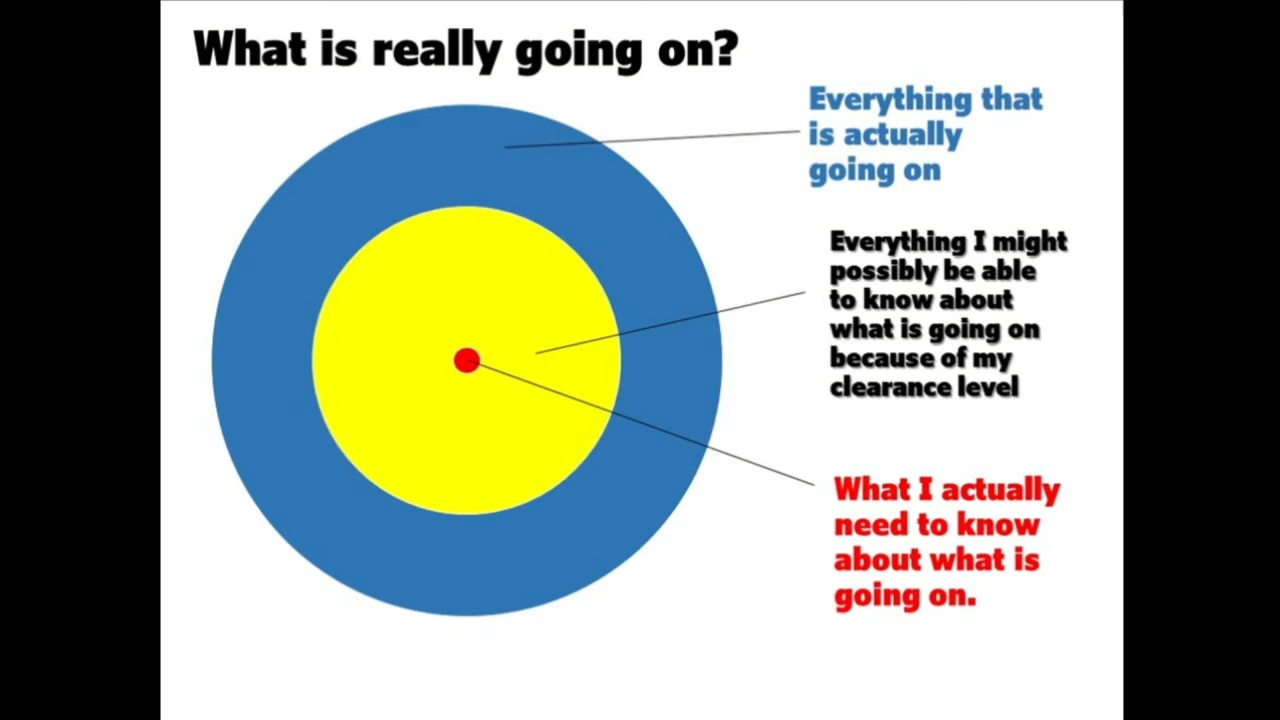 What is really going on?
Everything that
is actually
going on
Everything I might
possibly be able
to know about
what is going on
because of my
clearance level
What I actually
need to know
about what is
going on.